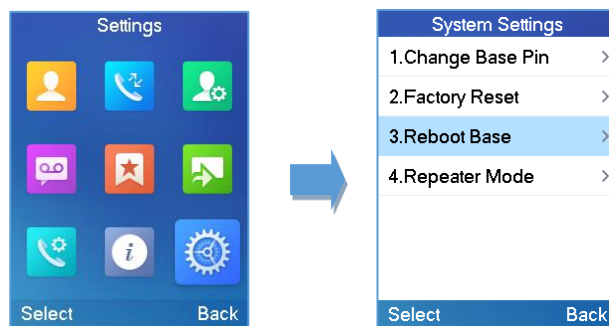 Settings
Select Back
System Settings
1.Change Base Pin
2.Factory Reset
3.Reboot Base
4.Repeater Mode
Select Back